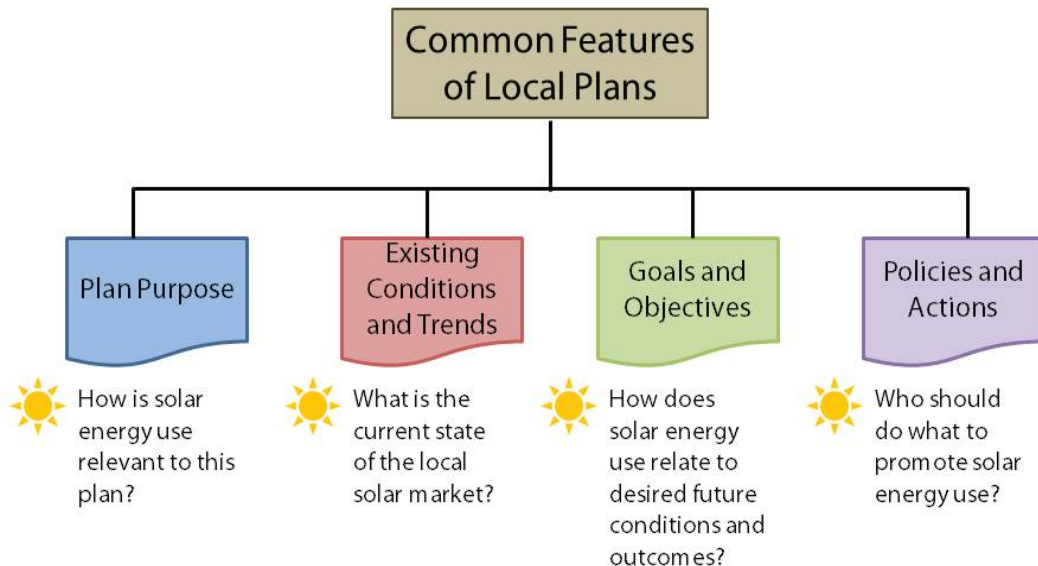 Common Features
of Local Plans
Plan Purpose
Existing
Conditions
and Trends
Goals and
Objectives
Policies and
Actions
How is solar
energy use
relevant to this
plan?
What is the
current state
of the local
solar market?
How does
solar energy
use relate to
desired future
conditions and
outcomes?
Who should
do what to
promote solar
energy use?